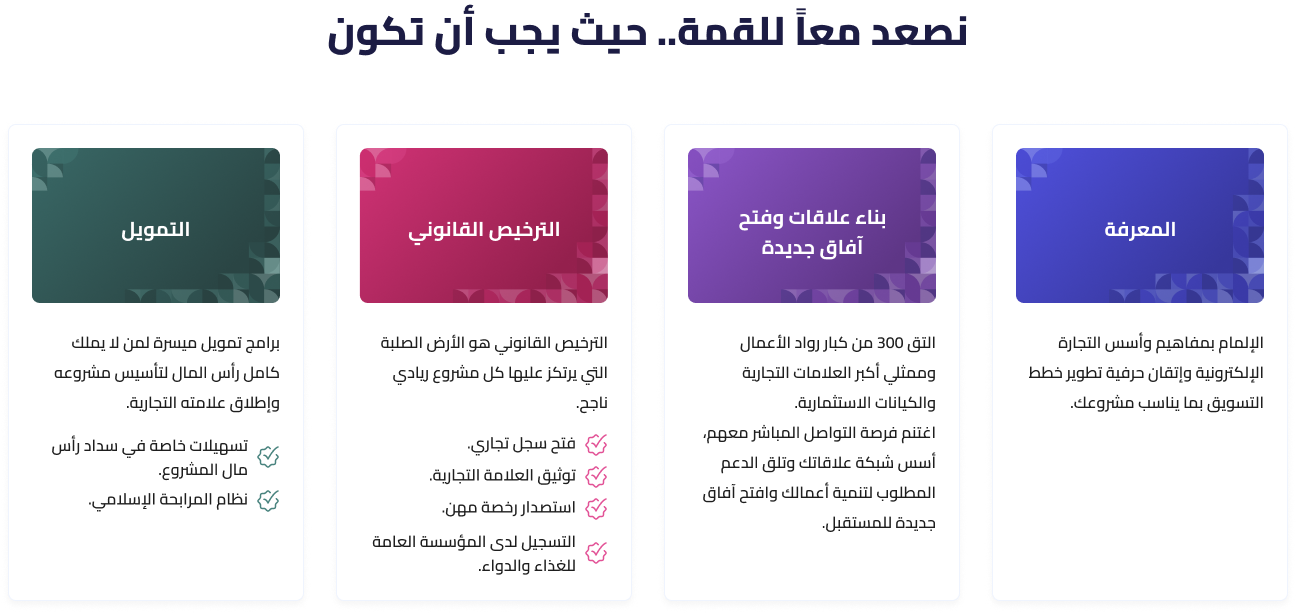 نصعد معاً للقمة.. حيث يجب أن تكون
المعرفة
الإلمام بمفاهيم وأسس التجارة
الإلكترونية وإتقان حرفية تطوير خطط
التسويق بما يناسب مشروعك.
بناء علاقات وفتح
آفاق جديدة
التق 300 من كبار رواد الأعمال
وممثلي أكبر العلامات التجارية
والكيانات الاستثمارية.
اغتنم فرصة التواصل المباشر معهم،
أسس شبكة علاقاتك وتلق الدعم
المطلوب لتنمية أعمالك وافتح آفاق
جديدة للمستقبل.
الترخيص القانوني
الترخيص القانوني هو الأرض الصلبة
التي يرتكز عليها كل مشروع ريادي
ناجح.
فتح سجل تجاري.
توثيق العلامة التجارية.
استصدار رخصة مهن.
التسجيل لدى المؤسسة العامة
للغذاء والدواء.
التمويل
برامج تمويل ميسرة لمن لا يملك
كامل رأس المال لتأسيس مشروعه
وإطلاق علامته التجارية.
تسهيلات خاصة في سداد رأس
مال المشروع.
نظام المرابحة الإسلامي.